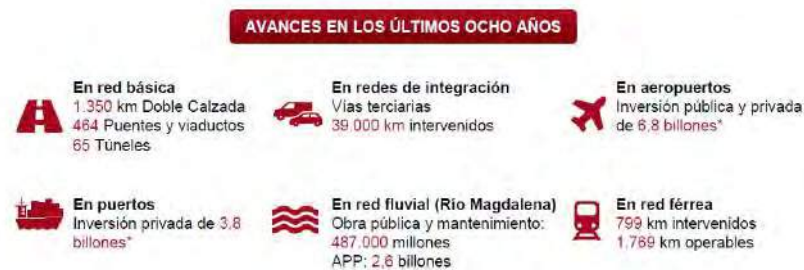 AVANCES EN LOS ÚLTIMOS OCHO AÑOS
En red básica
1.350 km Doble Calzada
464 Puentes y viaductos
65 Túneles
En redes de integración
Vías terciarias
39.000 km intervenidos
En aeropuertos
Inversión pública y privada
de 6,8 billones*
En puertos
Inversión privada de 3,8
billones*
En red fluvial (Río Magdalena)
Obra pública y mantenimiento:
487.000 millones
APP: 2,6 billones
En red férrea
799 km intervenidos
1.769 km operables